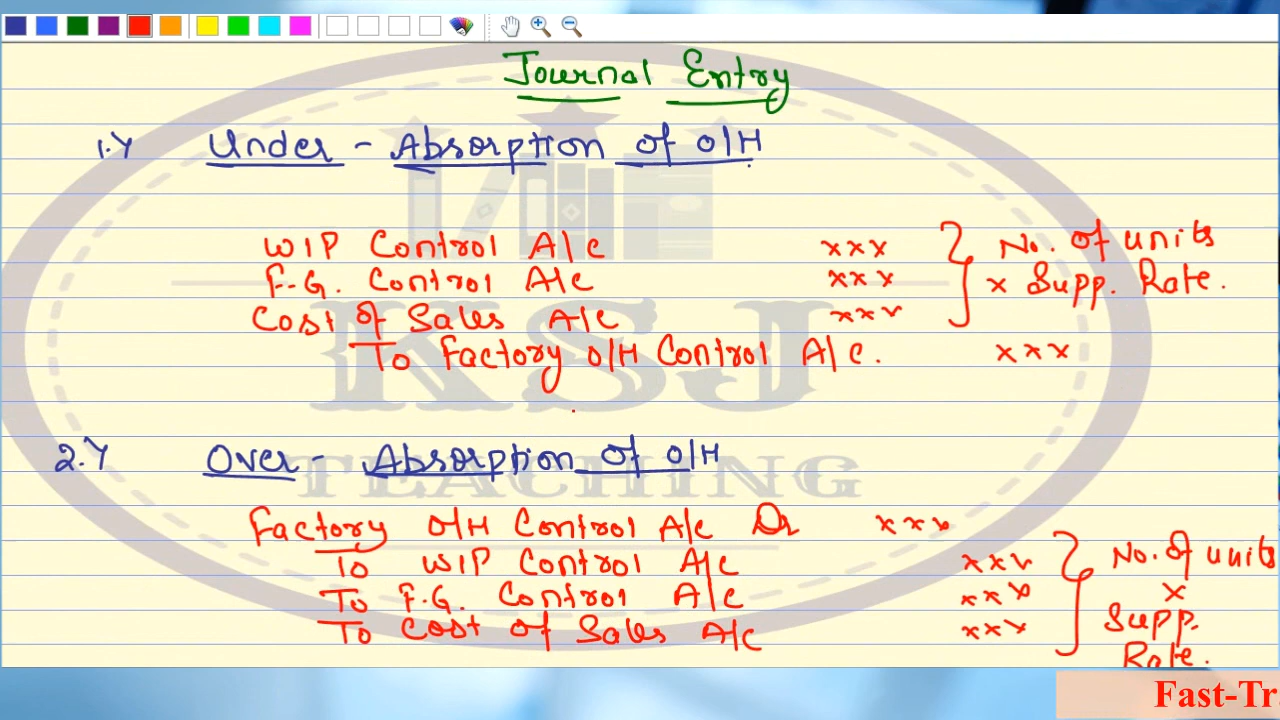 Journal Entry
1.Y Under - Absorption of O/H
WIP Control A/c xxx
F.G. Control A/c xxx
Cost of Sales A/c xxx
No. of units
x Supp. Rate.
To Factory O/H Control A/c. xxx
2.Y Over - Absorption of O/H
Factory O/H Control A/c Dr xxx
To WIP Control A/c xxx
To F.G. Control A/c xxx
To Cost of Sales A/c xxx
No. of units
x
Supp.
Rate.
KSJ
TEACHING
Fast-Tr